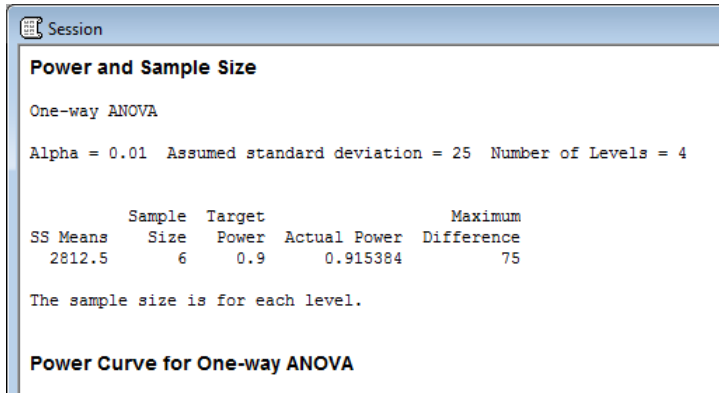 Session
Power and Sample Size
One-way ANOVA
Alpha = 0.01  Assumed standard deviation = 25  Number of Levels = 4
Sample  Target  Maximum
SS Means  Size  Power  Actual Power  Difference
2812.5  6  0.9  0.915384  75
The sample size is for each level.
Power Curve for One-way ANOVA